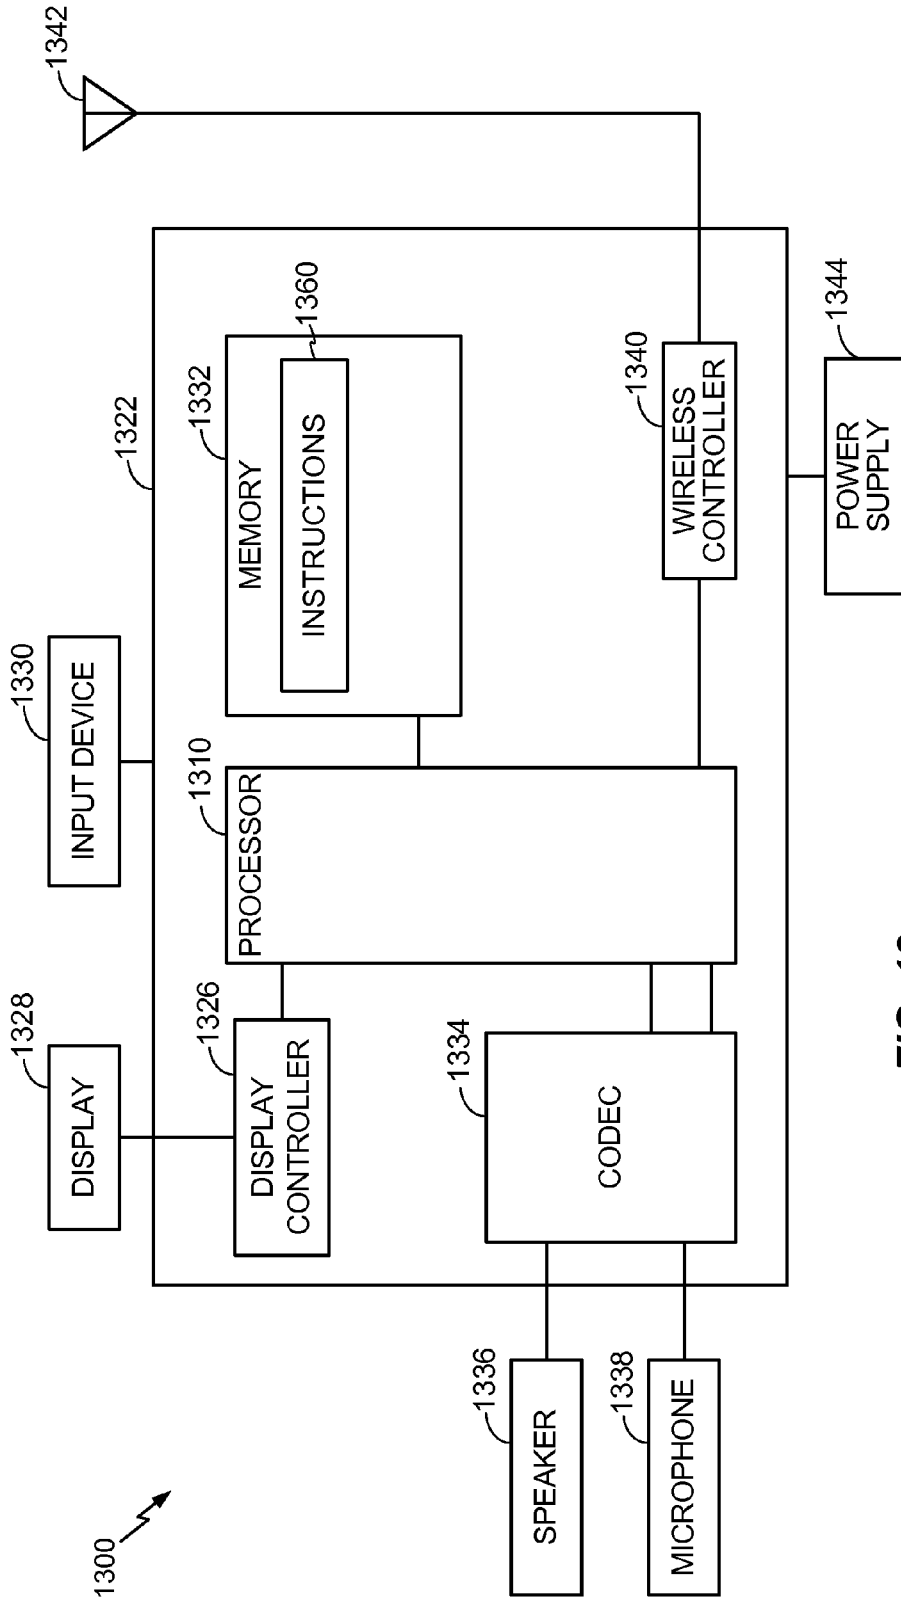 1300
1328
DISPLAY
1330
INPUT DEVICE
1322
1342
1326
DISPLAY
CONTROLLER
1310
PROCESSOR
1332
MEMORY
1360
INSTRUCTIONS
1334
CODEC
1340
WIRELESS
CONTROLLER
1336
SPEAKER
1338
MICROPHONE
1344
POWER
SUPPLY